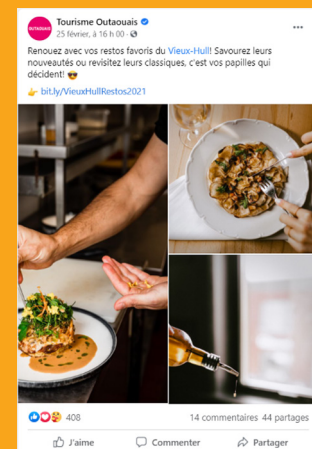 OUTAOUAIS
Tourisme Outaouais
25 février, à 16 h 00 ·
Renouez avec vos restos favoris du Vieux-Hull! Savourez leurs
nouveautés ou revisitez leurs classiques, c'est vos papilles qui
décident! 😎
👉 bit.ly/VieuxHullRestos2021
408
14 commentaires 44 partages
J'aime
Commenter
Partager